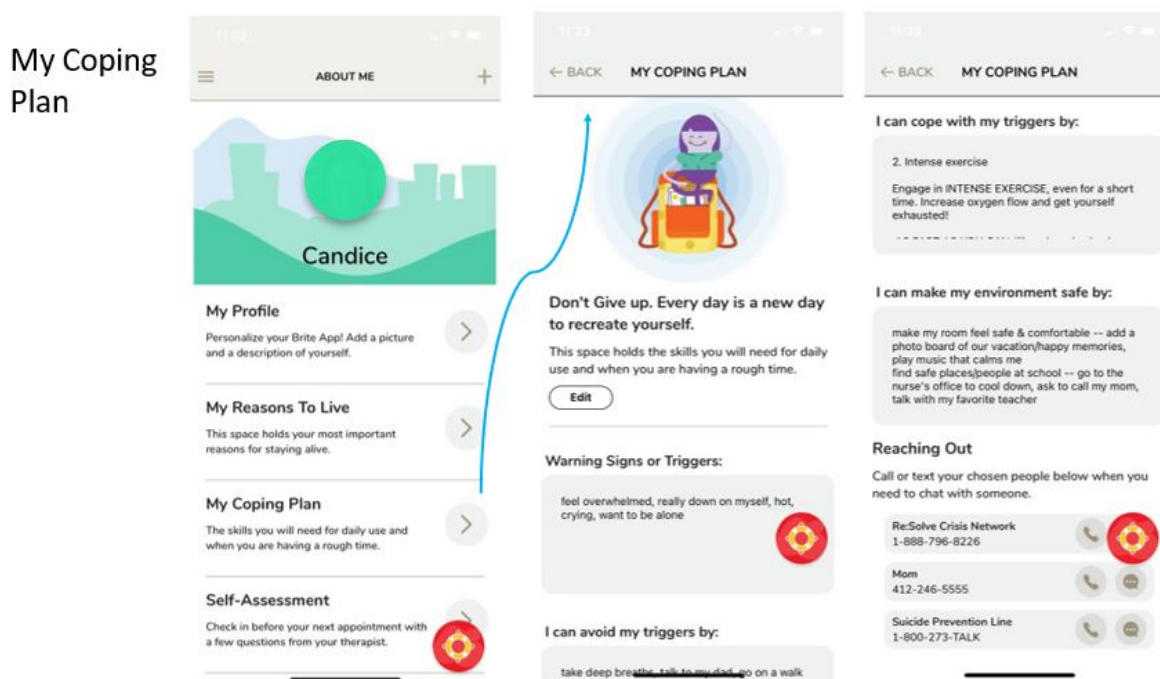 My Coping
Plan
11:33
ABOUT ME
Candice
My Profile
Personalize your Brite App! Add a picture
and a description of yourself.
My Reasons To Live
This space holds your most important
reasons for staying alive.
My Coping Plan
The skills you will need for daily use and
when you are having a rough time.
Self-Assessment
Check in before your next appointment with
a few questions from your therapist.
11:33
← BACK MY COPING PLAN
Don't Give up. Every day is a new day
to recreate yourself.
This space holds the skills you will need for daily
use and when you are having a rough time.
Edit
Warning Signs or Triggers:
feel overwhelmed, really down on myself, hot,
crying, want to be alone
I can avoid my triggers by:
take deep breaths, talk to my dad, go on a walk
11:33
← BACK MY COPING PLAN
I can cope with my triggers by:
2. Intense exercise
Engage in INTENSE EXERCISE, even for a short
time. Increase oxygen flow and get yourself
exhausted!
I can make my environment safe by:
make my room feel safe & comfortable -- add a
photo board of our vacation/happy memories,
play music that calms me
find safe places/people at school -- go to the
nurse's office to cool down, ask to call my mom,
talk with my favorite teacher
Reaching Out
Call or text your chosen people below when you
need to chat with someone.
Re:Solve Crisis Network
1-888-796-8226
Mom
412-246-5555
Suicide Prevention Line
1-800-273-TALK